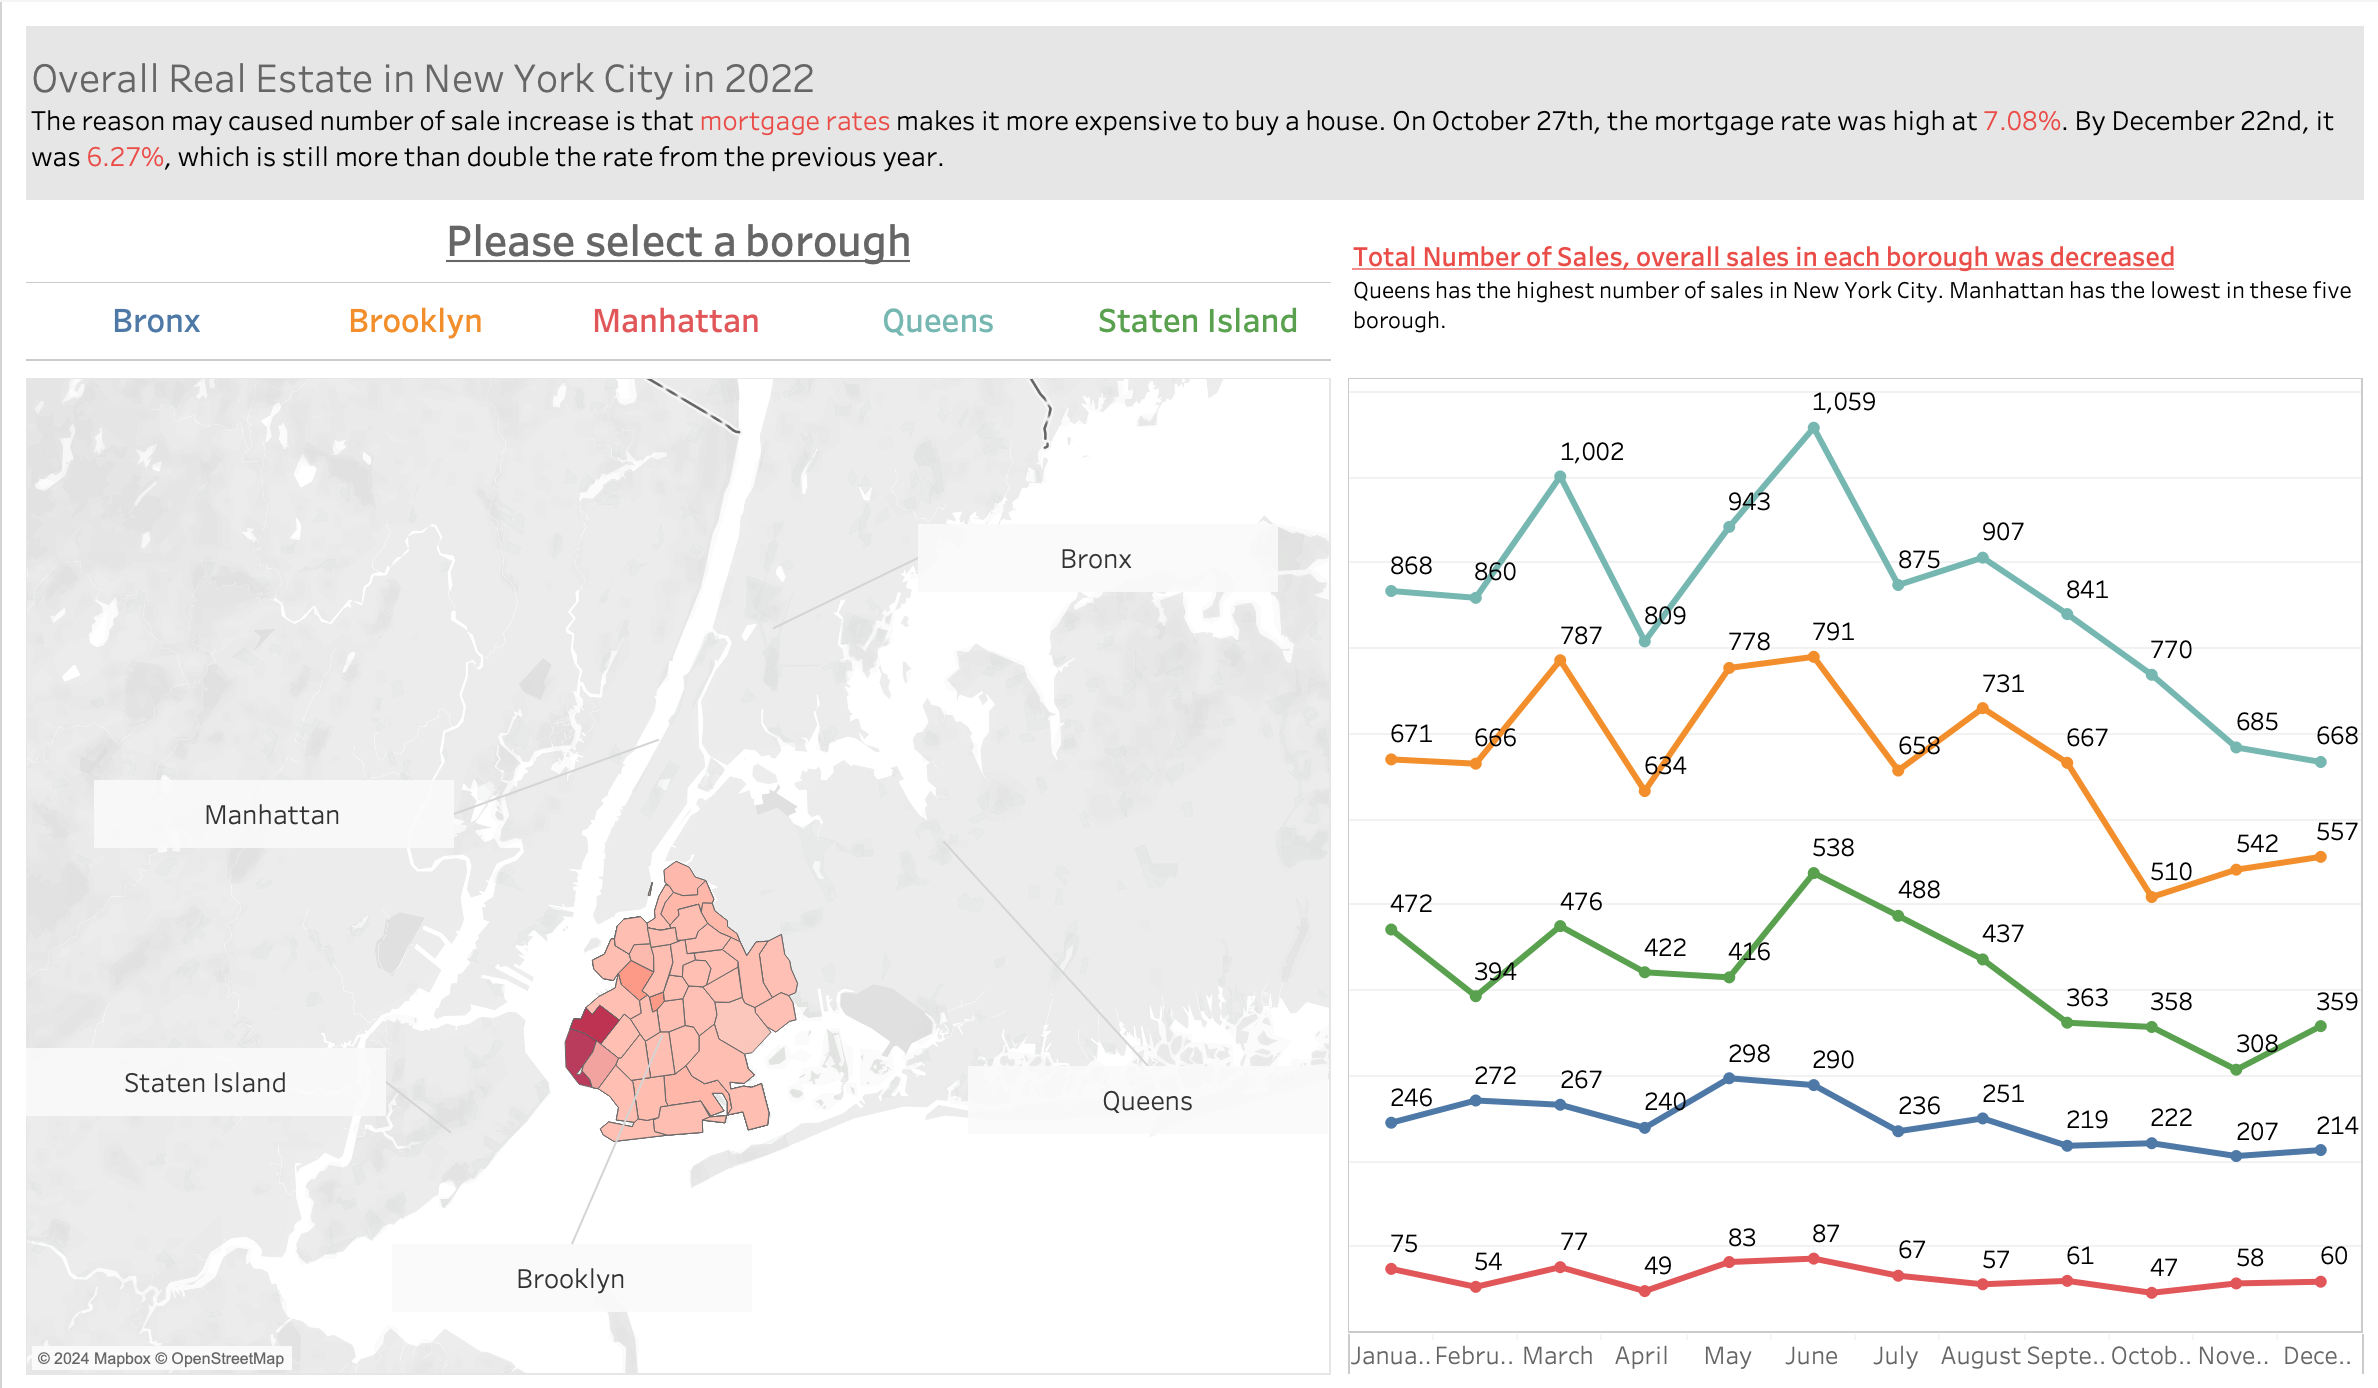 Overall Real Estate in New York City in 2022
The reason may caused number of sale increase is that mortgage rates makes it more expensive to buy a house. On October 27th, the mortgage rate was high at 7.08%. By December 22nd, it
was 6.27%, which is still more than double the rate from the previous year.
Please select a borough
Bronx Brooklyn Manhattan Queens Staten Island
Total Number of Sales, overall sales in each borough was decreased
Queens has the highest number of sales in New York City. Manhattan has the lowest in these five
borough.
Bronx
Manhattan
Staten Island
Queens
Brooklyn
© 2024 Mapbox © OpenStreetMap
868 860 1,002 809 943 1,059 875 907 841 770 685 668
671 666 787 634 778 791 658 731 667 510 542 557
472 394 476 422 416 538 488 437 363 358 308 359
246 272 267 240 298 290 236 251 219 222 207 214
75 54 77 49 83 87 67 57 61 47 58 60
Janua.. Febru.. March April May June July August Septe.. Octob.. Nove.. Dece..